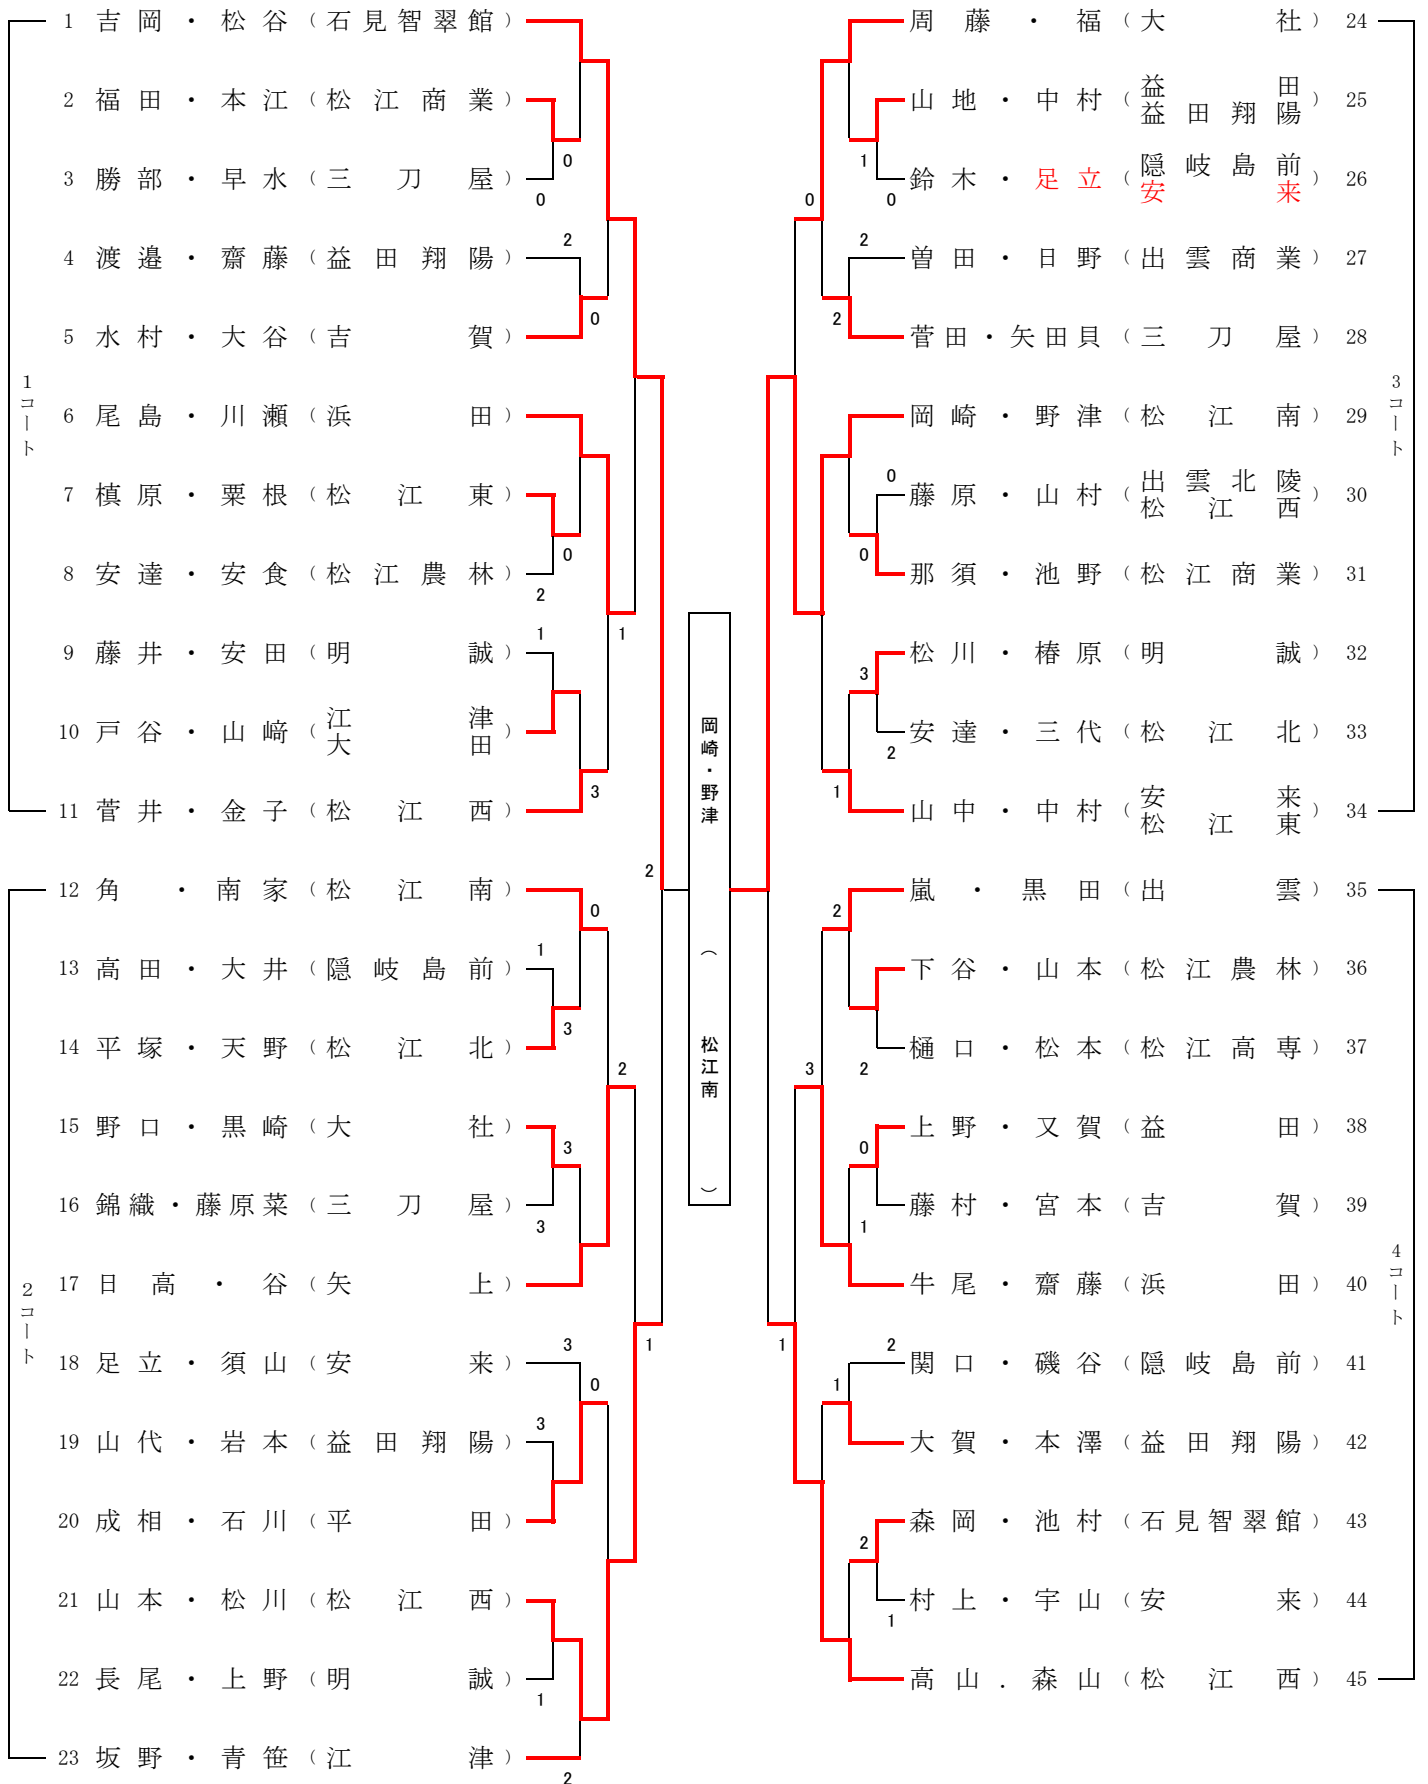 1 吉岡・松谷（石見智翠館）
0
2 福田・本江（松江商業）
0
3 勝部・早水（三刀屋）
2
4 渡邉・齋藤（益田翔陽）
0
5 水村・大谷（吉賀）
1コート
6 尾島・川瀬（浜田）
7 槙原・粟根（松江東）
0
8 安達・安食（松江農林）
2
1
1
9 藤井・安田（明誠）
10 戸谷・山﨑（江津 大田）
3
11 菅井・金子（松江西）
2
12 角・南家（松江南）
0
1
13 高田・大井（隠岐島前）
3
14 平塚・天野（松江北）
2
15 野口・黒崎（大社）
3
16 錦織・藤原菜（三刀屋）
3
17 日高・谷（矢上）
2コート
3
1
18 足立・須山（安来）
0
3
19 山代・岩本（益田翔陽）
20 成相・石川（平田）
21 山本・松川（松江西）
22 長尾・上野（明誠）
1
23 坂野・青笹（江津）
2
岡崎・野津
（松江南）
周藤・福（大社）24
山地・中村（益田 益田翔陽）25
1
鈴木・足立（隠岐島前 安来）26
0
0
2
曽田・日野（出雲商業）27
2
菅田・矢田貝（三刀屋）28
3コート
岡崎・野津（松江南）29
0
藤原・山村（出雲北陵 松江西）30
0
那須・池野（松江商業）31
松川・椿原（明誠）32
3
安達・三代（松江北）33
2
1
山中・中村（安来 松江東）34
嵐・黒田（出雲）35
2
下谷・山本（松江農林）36
樋口・松本（松江高専）37
2
3
上野・又賀（益田）38
0
藤村・宮本（吉賀）39
1
4コート
牛尾・齋藤（浜田）40
1
2
関口・磯谷（隠岐島前）41
1
大賀・本澤（益田翔陽）42
森岡・池村（石見智翠館）43
2
村上・宇山（安来）44
1
高山．森山（松江西）45